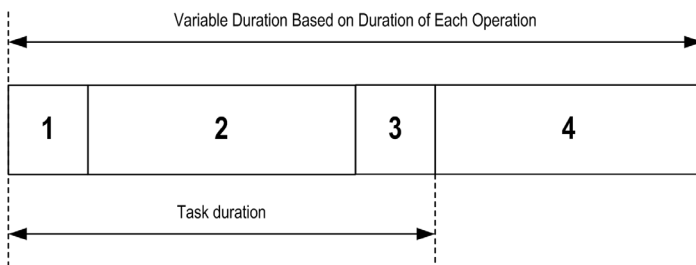 Variable Duration Based on Duration of Each Operation
1 2 3 4
Task duration